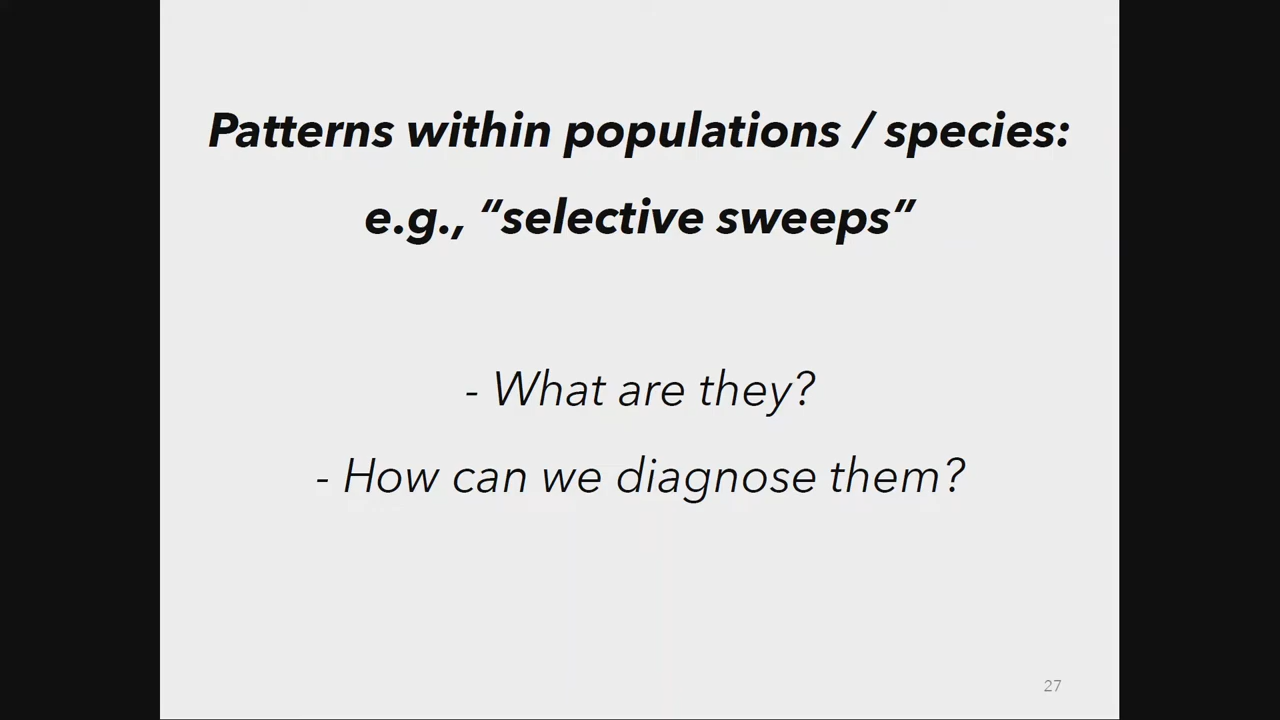 Patterns within populations / species:
e.g., “selective sweeps”
- What are they?
- How can we diagnose them?
27